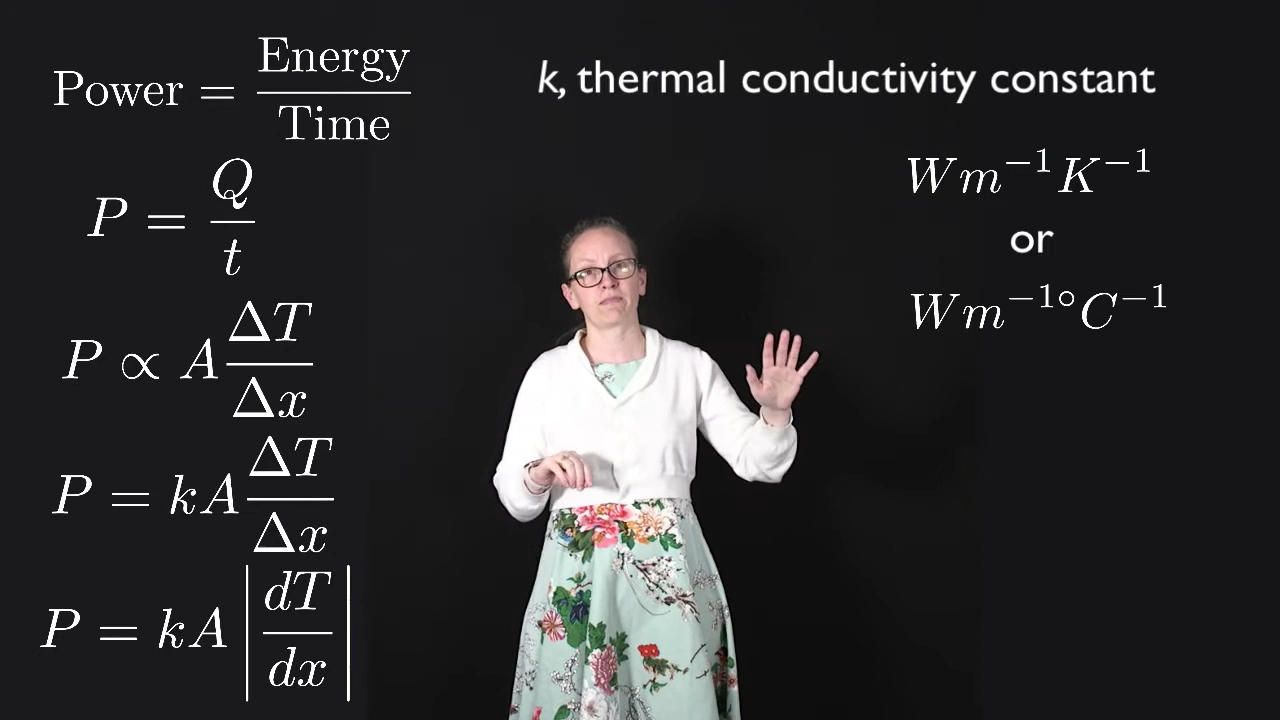 Power = Energy / Time
P = Q / t
P ∝ A ΔT / Δx
P = kA ΔT / Δx
P = kA |dT / dx|
k, thermal conductivity constant
Wm⁻¹K⁻¹
or
Wm⁻¹°C⁻¹